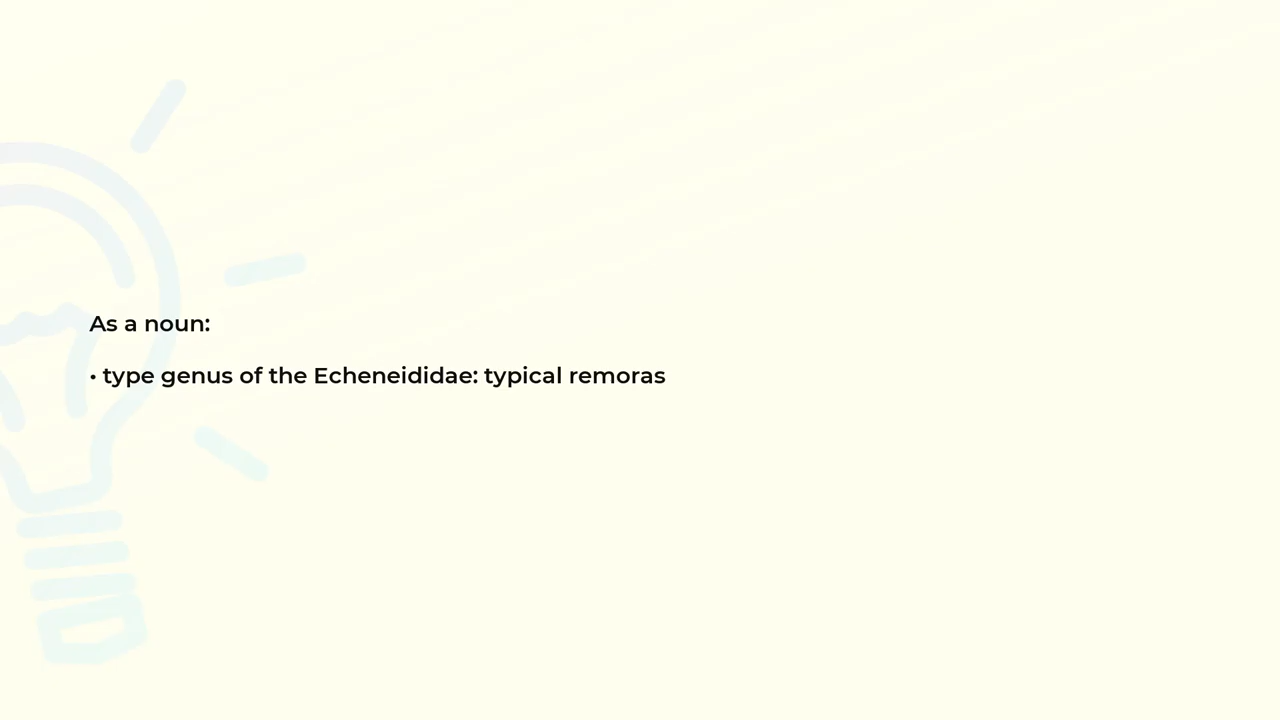 As a noun:
• type genus of the Echeneididae: typical remoras